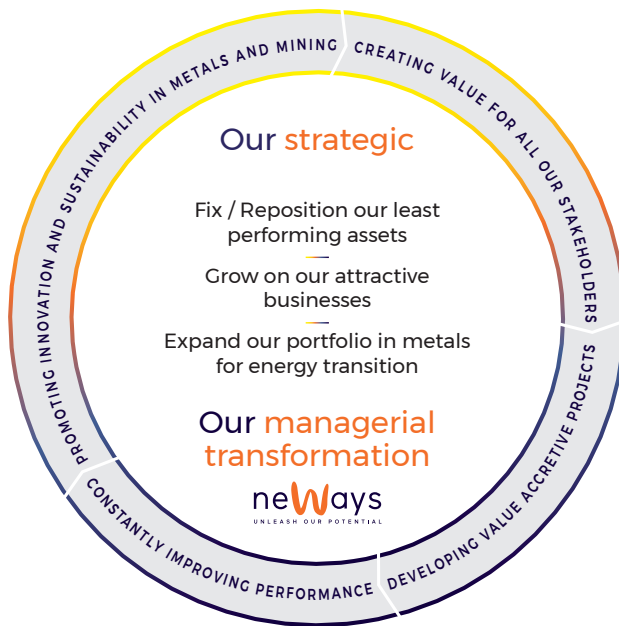 PROMOTING INNOVATION AND SUSTAINABILITY IN METALS AND MINING
CREATING VALUE FOR ALL OUR STAKEHOLDERS
DEVELOPING VALUE ACCRETIVE PROJECTS
CONSTANTLY IMPROVING PERFORMANCE
Our strategic
Fix / Reposition our least
performing assets
Grow on our attractive
businesses
Expand our portfolio in metals
for energy transition
Our managerial
transformation
neWays
UNLEASH OUR POTENTIAL